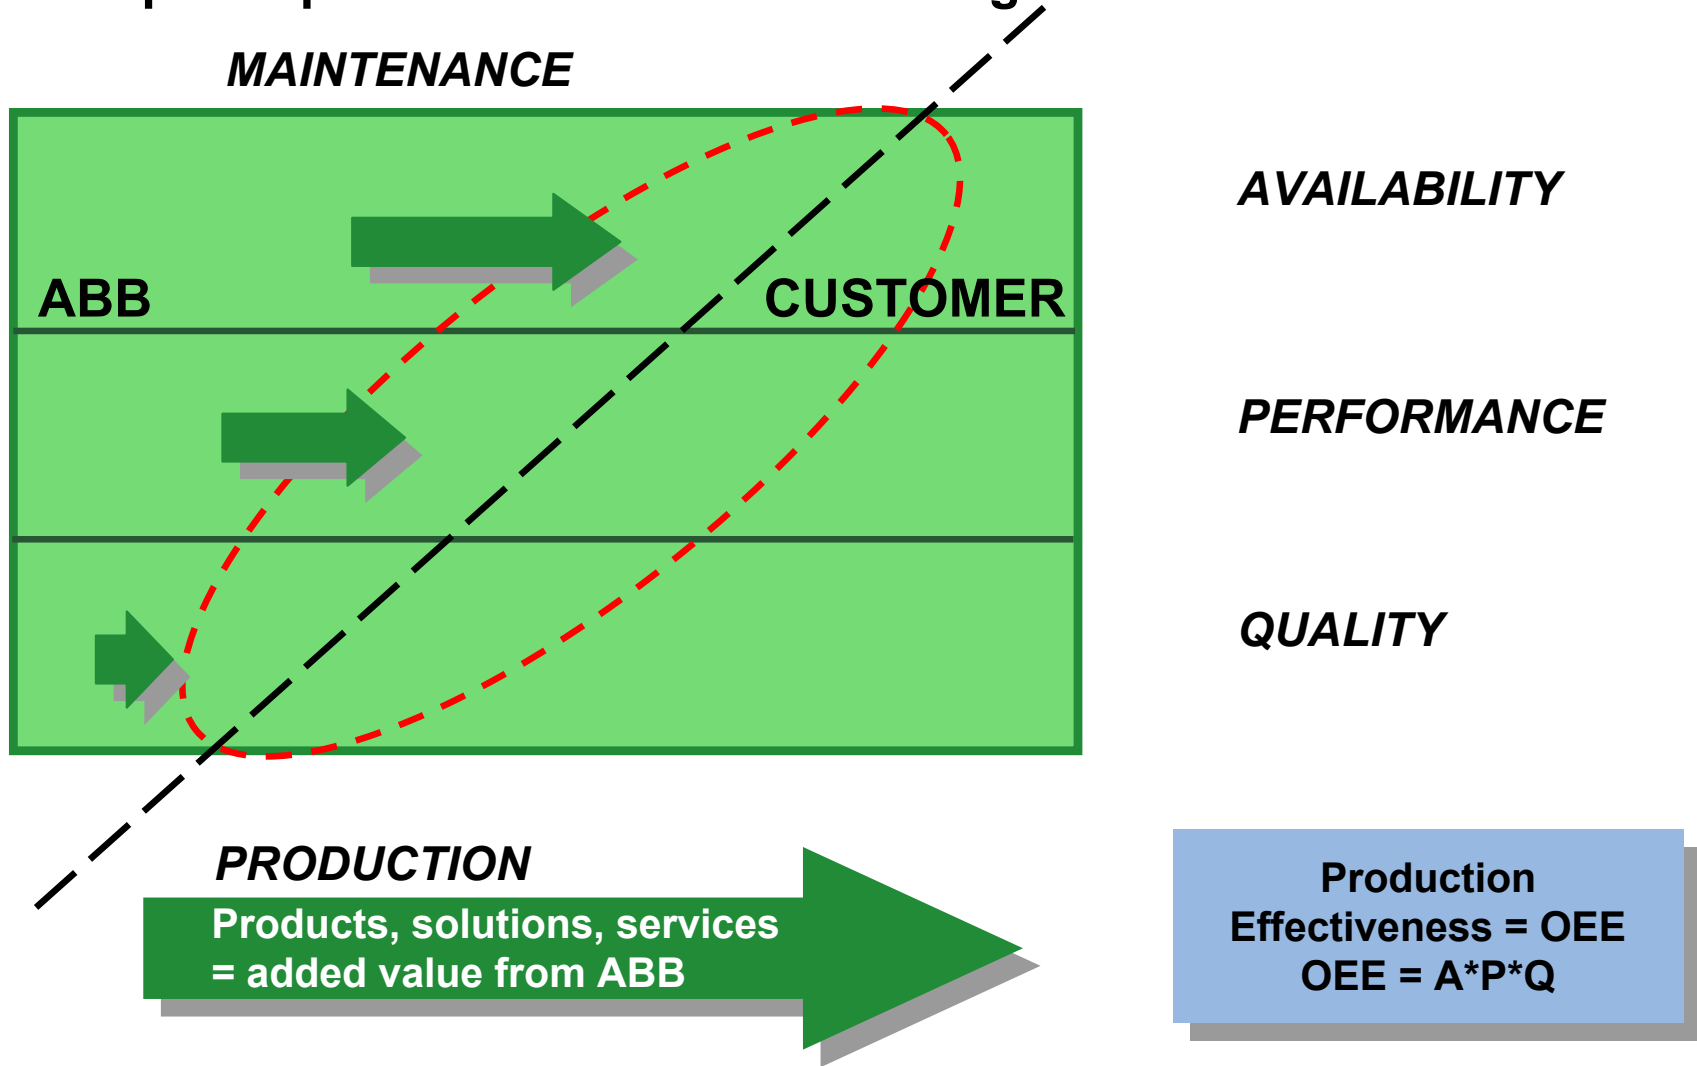 MAINTENANCE
AVAILABILITY
ABB
CUSTOMER
PERFORMANCE
QUALITY
PRODUCTION
Products, solutions, services
= added value from ABB
Production
Effectiveness = OEE
OEE = A*P*Q